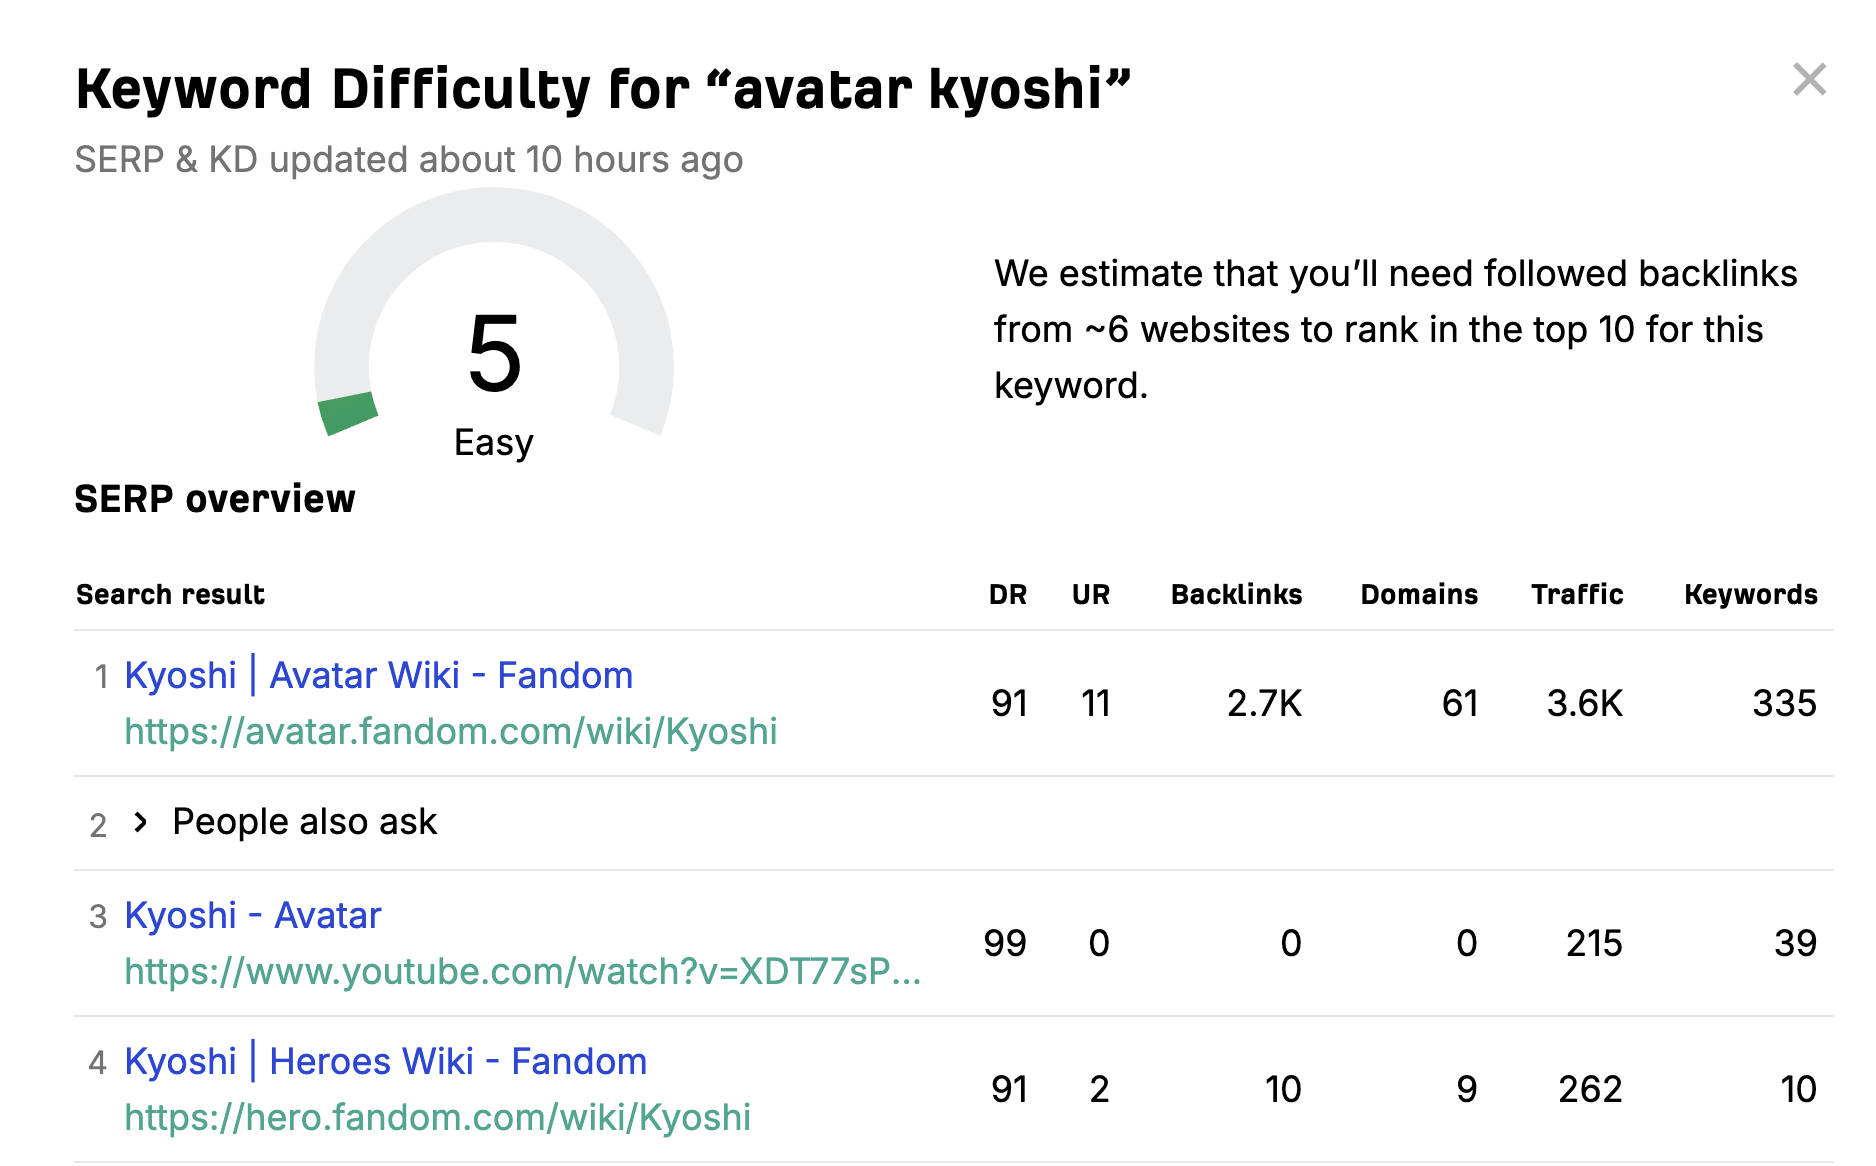 Keyword Difficulty for “avatar kyoshi”
SERP & KD updated about 10 hours ago
5
Easy
We estimate that you’ll need followed backlinks
from ~6 websites to rank in the top 10 for this
keyword.
SERP overview
Search result DR UR Backlinks Domains Traffic Keywords
1 Kyoshi | Avatar Wiki - Fandom
https://avatar.fandom.com/wiki/Kyoshi
91 11 2.7K 61 3.6K 335
2 > People also ask
3 Kyoshi - Avatar
https://www.youtube.com/watch?v=XDT77sP...
99 0 0 0 215 39
4 Kyoshi | Heroes Wiki - Fandom
https://hero.fandom.com/wiki/Kyoshi
91 2 10 9 262 10